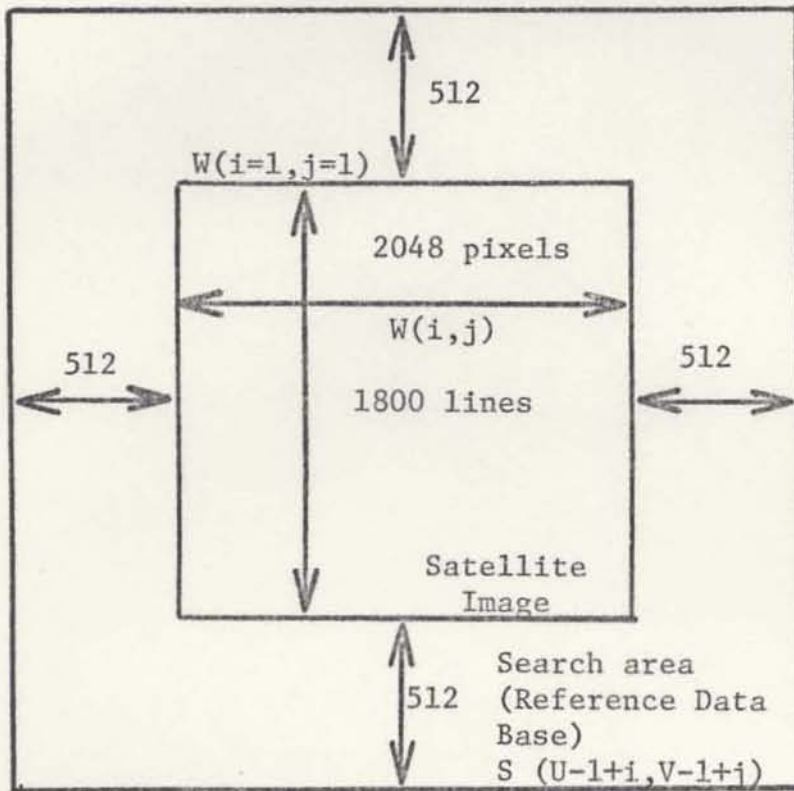 512
W(i=1,j=1)
2048 pixels
W(i,j)
512
512
1800 lines
Satellite
Image
512
Search area
(Reference Data
Base)
S (U-1+i,V-1+j)